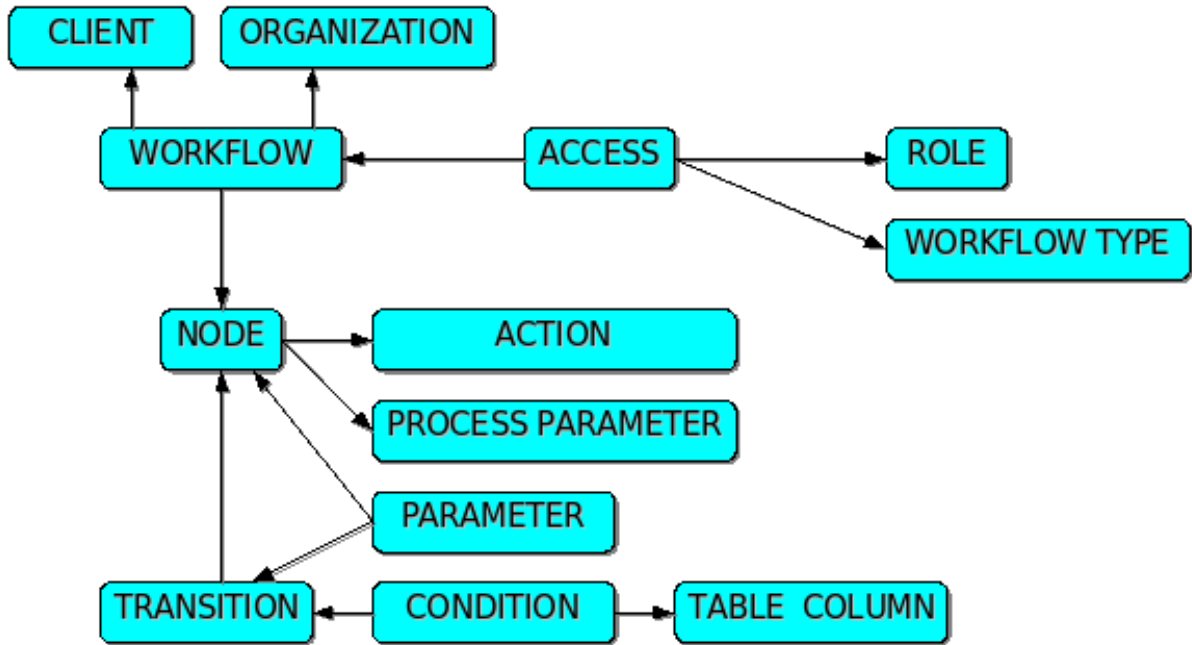 CLIENT
ORGANIZATION
WORKFLOW
ACCESS
ROLE
WORKFLOW TYPE
NODE
ACTION
PROCESS PARAMETER
PARAMETER
TRANSITION
CONDITION
TABLE COLUMN